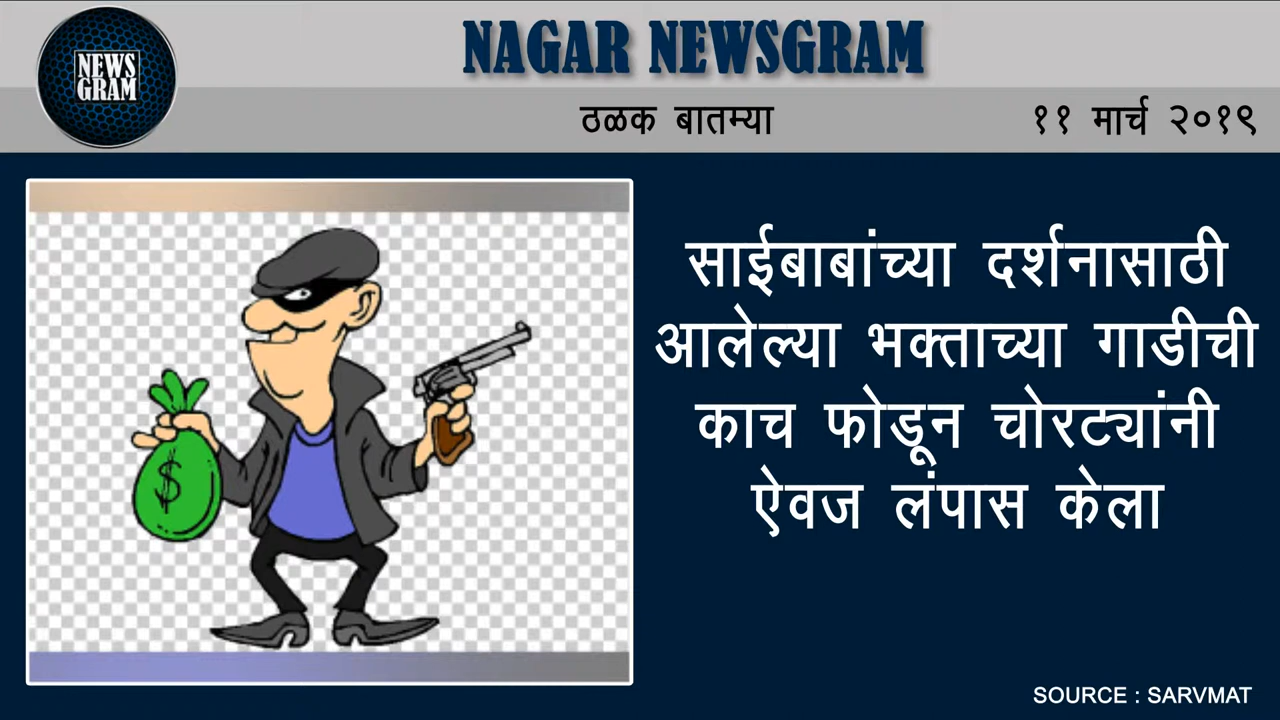 NEWS
GRAM
NAGAR NEWSGRAM
ठळक बातम्या
११ मार्च २०१९
$
साईबाबांच्या दर्शनासाठी
आलेल्या भक्ताच्या गाडीची
काच फोडून चोरट्यांनी
ऐवज लंपास केला
SOURCE : SARVMAT